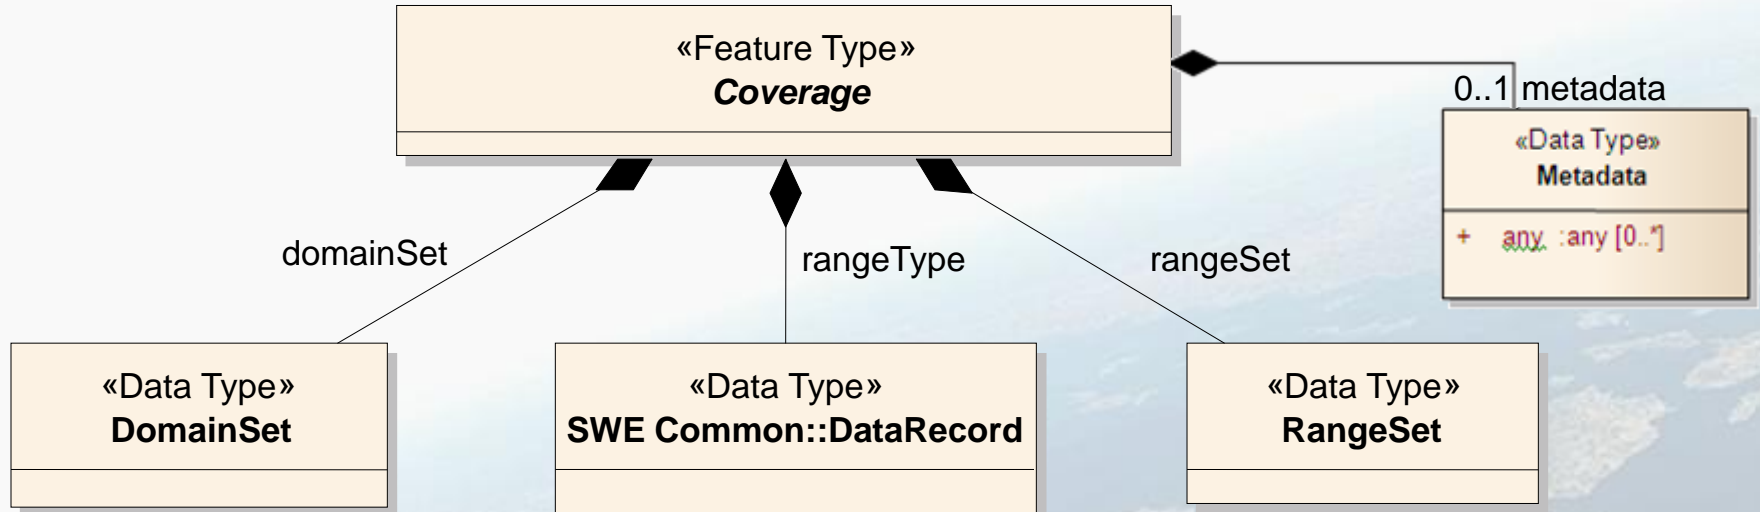 «Feature Type»
Coverage
0..1 metadata
«Data Type»
Metadata
+ any :any [0..*]
domainSet
rangeType
rangeSet
«Data Type»
DomainSet
«Data Type»
SWE Common::DataRecord
«Data Type»
RangeSet